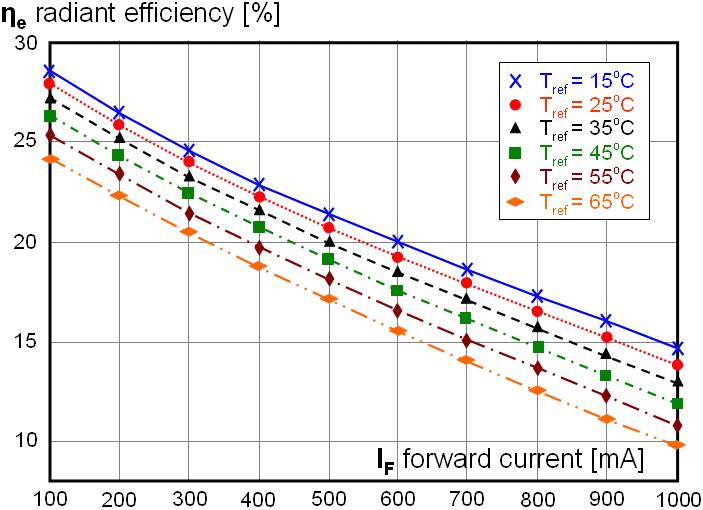 ηe radiant efficiency [%]
30
Tref = 15°C
Tref = 25°C
Tref = 35°C
Tref = 45°C
Tref = 55°C
Tref = 65°C
25
20
15
10
IF forward current [mA]
100 200 300 400 500 600 700 800 900 1000